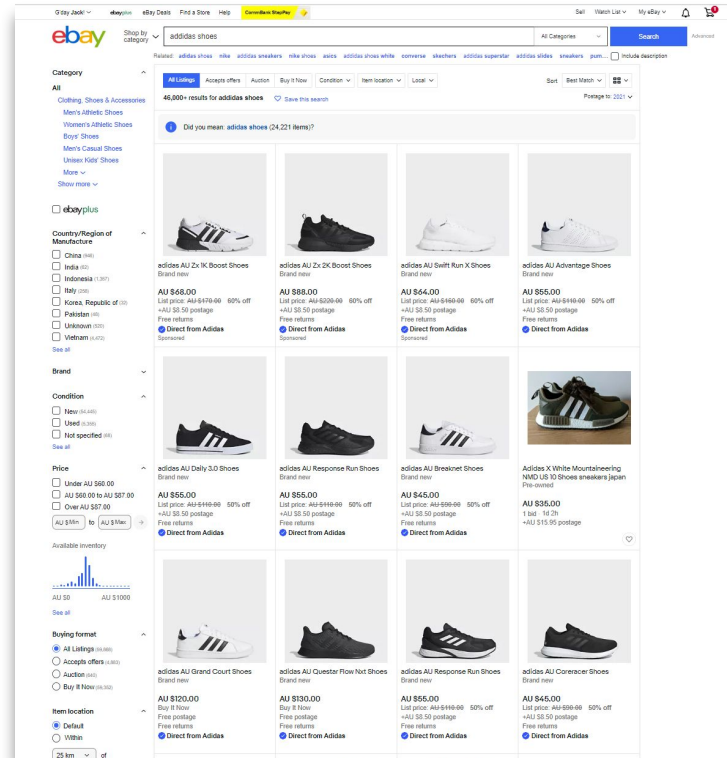 G'day Jack!
ebayplus
eBay Deals
Find a Store
Help
CommBank StepPay
Sell
Watch List
My eBay
ebay
Shop by category
addidas shoes
All Categories
Search
Advanced
Related: adidas shoes nike addidas sneakers nike shoes asics addidas shoes white converse skechers addidas superstar addidas slides sneakers pum...
Include description
All Listings
Accepts offers
Auction
Buy It Now
Condition
Item location
Local
Sort
Best Match
46,000+ results for addidas shoes
Save this search
Postage to: 2021
Did you mean: adidas shoes (24,221 items)?
Category
All
Clothing, Shoes & Accessories
Men's Athletic Shoes
Women's Athletic Shoes
Boys' Shoes
Men's Casual Shoes
Unisex Kids' Shoes
More
Show more
ebayplus
Country/Region of Manufacture
China
India
Indonesia
Italy
Korea, Republic of
Pakistan
Unknown
Vietnam
See all
Brand
Condition
New
Used
Not specified
See all
Price
Under AU $60.00
AU $60.00 to AU $87.00
Over AU $87.00
AU $ Min to AU $ Max
Available inventory
AU $0
AU $1000
See all
Buying format
All Listings
Accepts offers
Auction
Buy It Now
Item location
Default
Within
25 km of
adidas AU Zx 1K Boost Shoes
Brand new
AU $68.00
List price: AU $170.00 60% off
+AU $8.50 postage
Free returns
Direct from Adidas
Sponsored
adidas AU Zx 2K Boost Shoes
Brand new
AU $88.00
List price: AU $220.00 60% off
+AU $8.50 postage
Free returns
Direct from Adidas
Sponsored
adidas AU Swift Run X Shoes
Brand new
AU $64.00
List price: AU $160.00 60% off
+AU $8.50 postage
Free returns
Direct from Adidas
Sponsored
adidas AU Advantage Shoes
Brand new
AU $55.00
List price: AU $110.00 50% off
+AU $8.50 postage
Free returns
Direct from Adidas
adidas AU Daily 3.0 Shoes
Brand new
AU $55.00
List price: AU $110.00 50% off
+AU $8.50 postage
Free returns
Direct from Adidas
adidas AU Response Run Shoes
Brand new
AU $55.00
List price: AU $110.00 50% off
+AU $8.50 postage
Free returns
Direct from Adidas
adidas AU Breaknet Shoes
Brand new
AU $45.00
List price: AU $90.00 50% off
+AU $8.50 postage
Free returns
Direct from Adidas
Adidas X White Mountaineering
NMD US 10 Shoes sneakers japan
Pre-owned
AU $35.00
1 bid · 1d 2h
+AU $15.95 postage
adidas AU Grand Court Shoes
Brand new
AU $120.00
Buy It Now
Free postage
Free returns
Direct from Adidas
adidas AU Questar Flow Nxt Shoes
Brand new
AU $130.00
Buy It Now
Free postage
Free returns
Direct from Adidas
adidas AU Response Run Shoes
Brand new
AU $55.00
List price: AU $110.00 50% off
+AU $8.50 postage
Free returns
Direct from Adidas
adidas AU Coreracer Shoes
Brand new
AU $45.00
List price: AU $90.00 50% off
+AU $8.50 postage
Free returns
Direct from Adidas